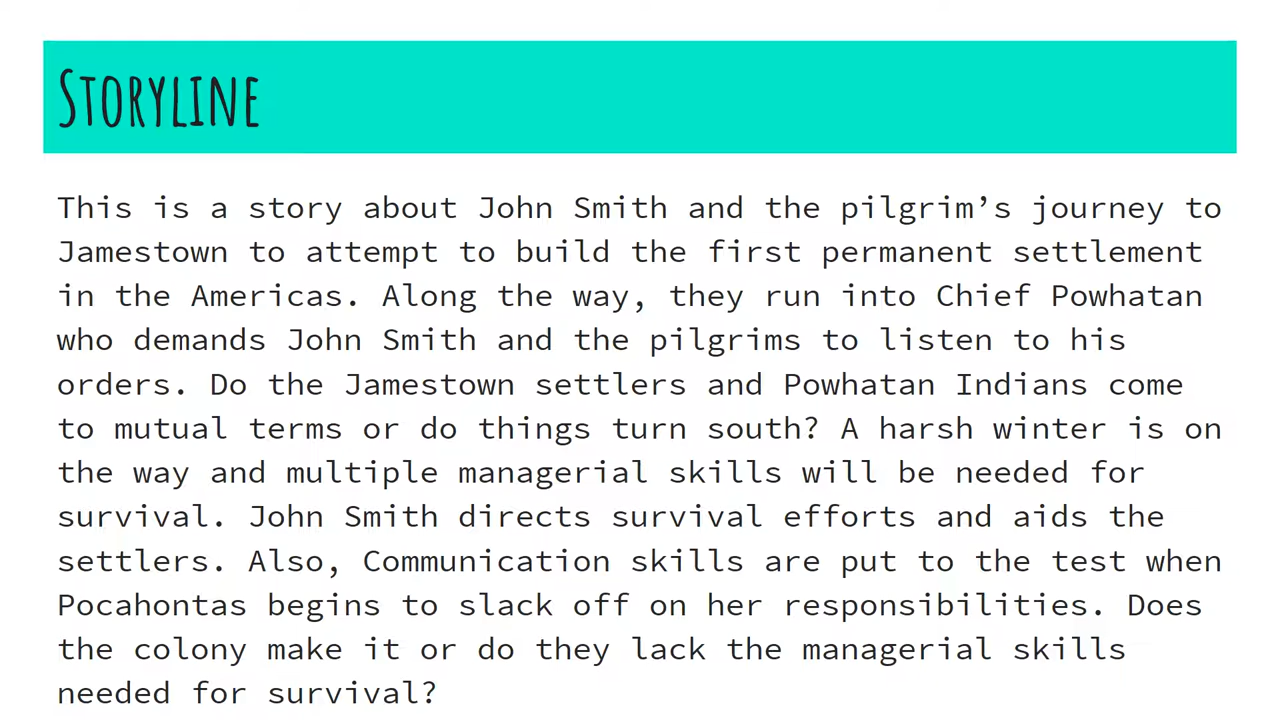 Storyline
This is a story about John Smith and the pilgrim’s journey to
Jamestown to attempt to build the first permanent settlement
in the Americas. Along the way, they run into Chief Powhatan
who demands John Smith and the pilgrims to listen to his
orders. Do the Jamestown settlers and Powhatan Indians come
to mutual terms or do things turn south? A harsh winter is on
the way and multiple managerial skills will be needed for
survival. John Smith directs survival efforts and aids the
settlers. Also, Communication skills are put to the test when
Pocahontas begins to slack off on her responsibilities. Does
the colony make it or do they lack the managerial skills
needed for survival?